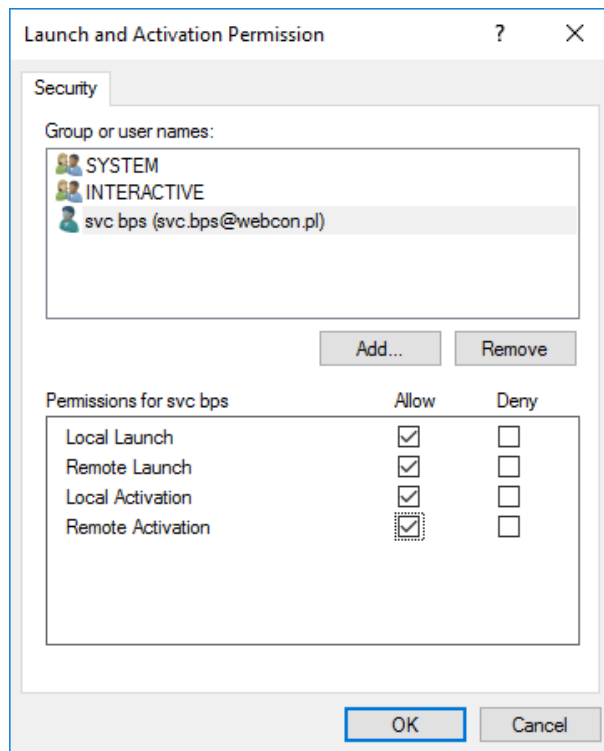 Launch and Activation Permission ?
Security
Group or user names:
SYSTEM
INTERACTIVE
svc bps (svc.bps@webcon.pl)
Add... Remove
Permissions for svc bps Allow Deny
Local Launch
Remote Launch
Local Activation
Remote Activation
OK Cancel